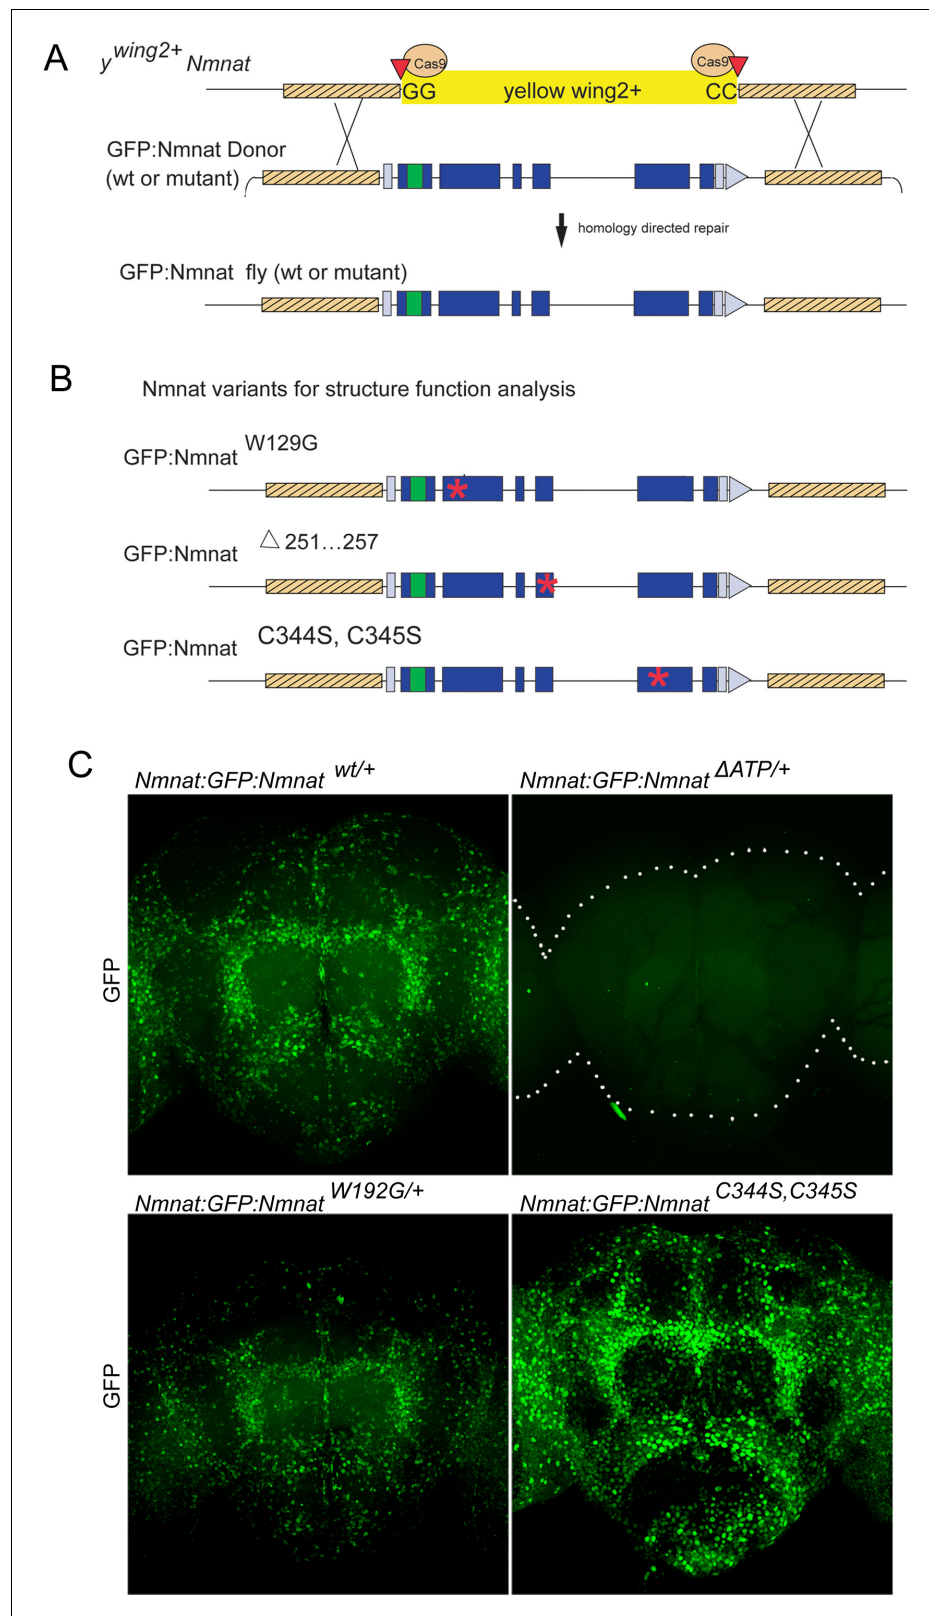 A
y wing2+ Nmnat
Cas9 Cas9
GG yellow wing2+ CC
GFP:Nmnat Donor
(wt or mutant)
homology directed repair
GFP:Nmnat fly (wt or mutant)
B
Nmnat variants for structure function analysis
GFP:Nmnat W129G
*
GFP:Nmnat △ 251...257
*
GFP:Nmnat C344S, C345S
*
C
Nmnat:GFP:Nmnat wt/+
Nmnat:GFP:Nmnat ΔATP/+
GFP
Nmnat:GFP:Nmnat W192G/+
Nmnat:GFP:Nmnat C344S,C345S
GFP